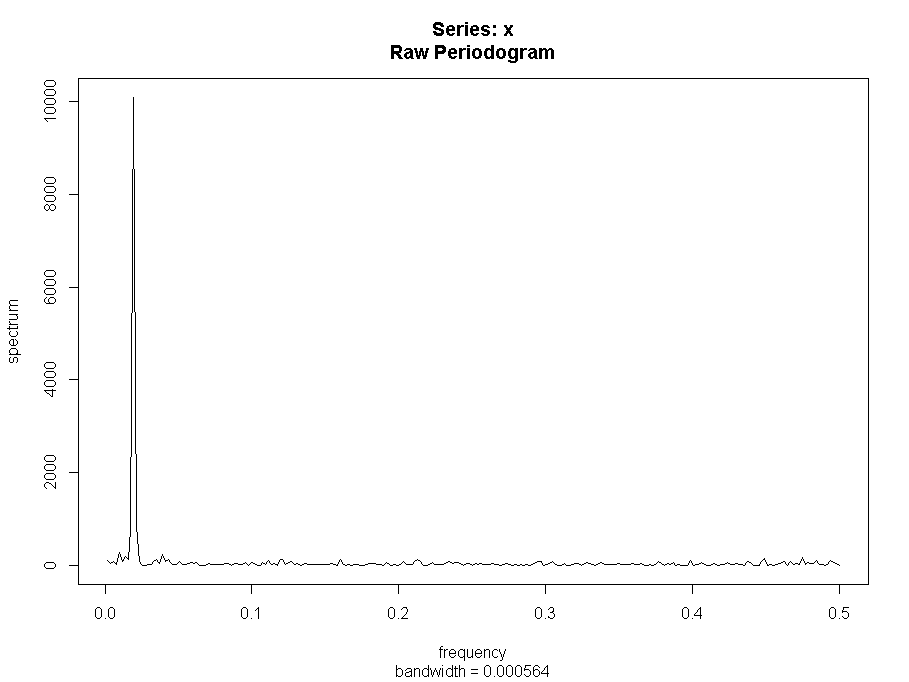 Series: x
Raw Periodogram
10000
8000
6000
4000
2000
0
spectrum
0.0 0.1 0.2 0.3 0.4 0.5
frequency
bandwidth = 0.000564